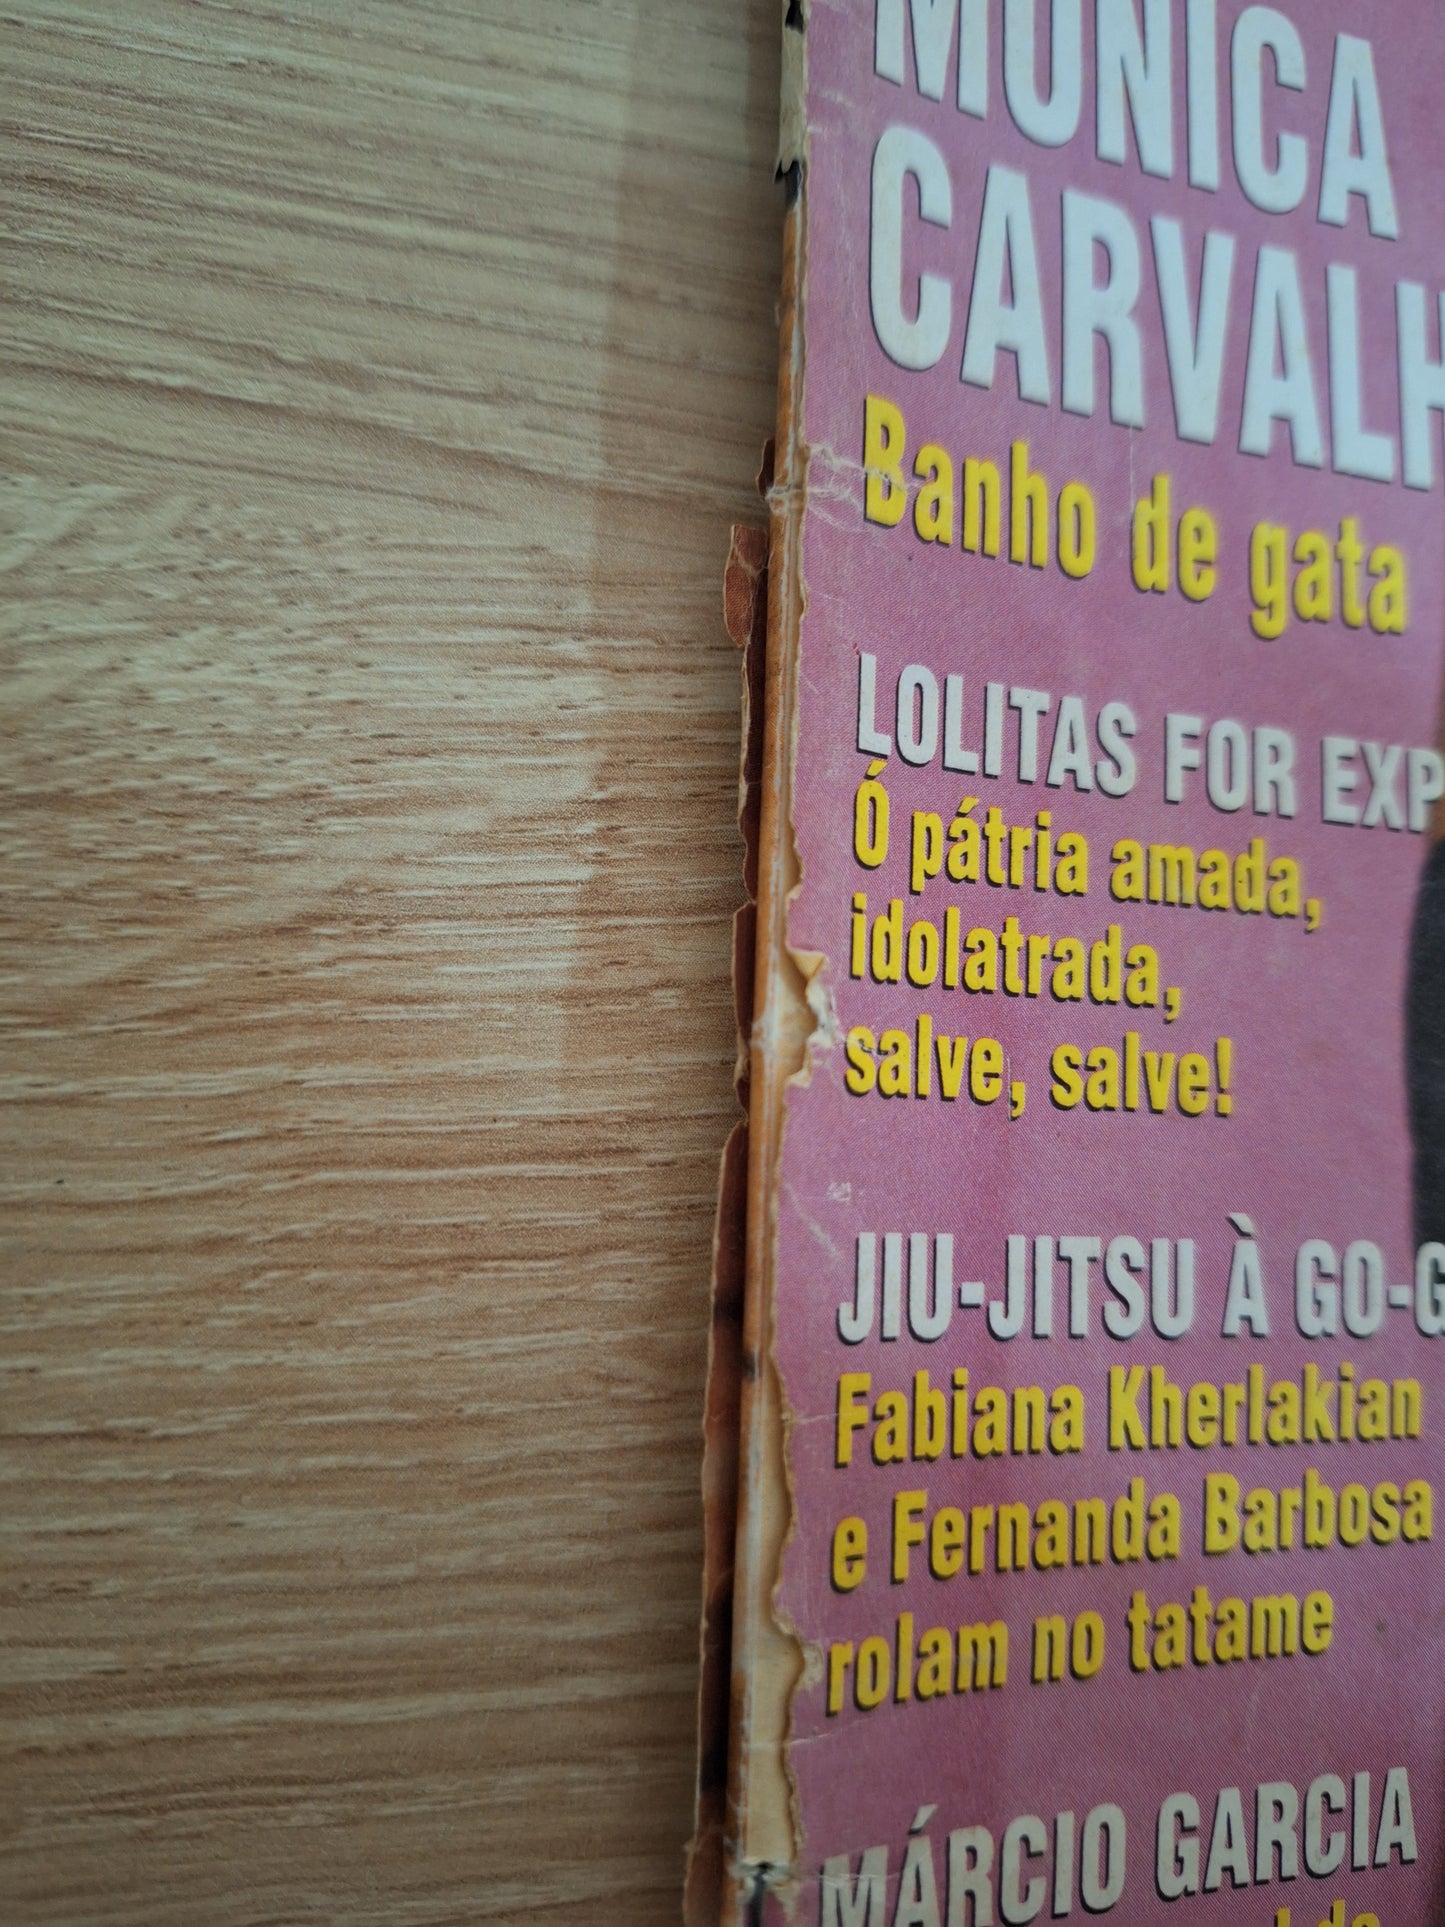 MÔNICA
CARVALH
Banho de gata
LOLITAS FOR EXP
Ó pátria amada,
idolatrada,
salve, salve!
JIU-JITSU À GO-G
Fabiana Kherlakian
e Fernanda Barbosa
rolam no tatame
MÁRCIO GARCIA